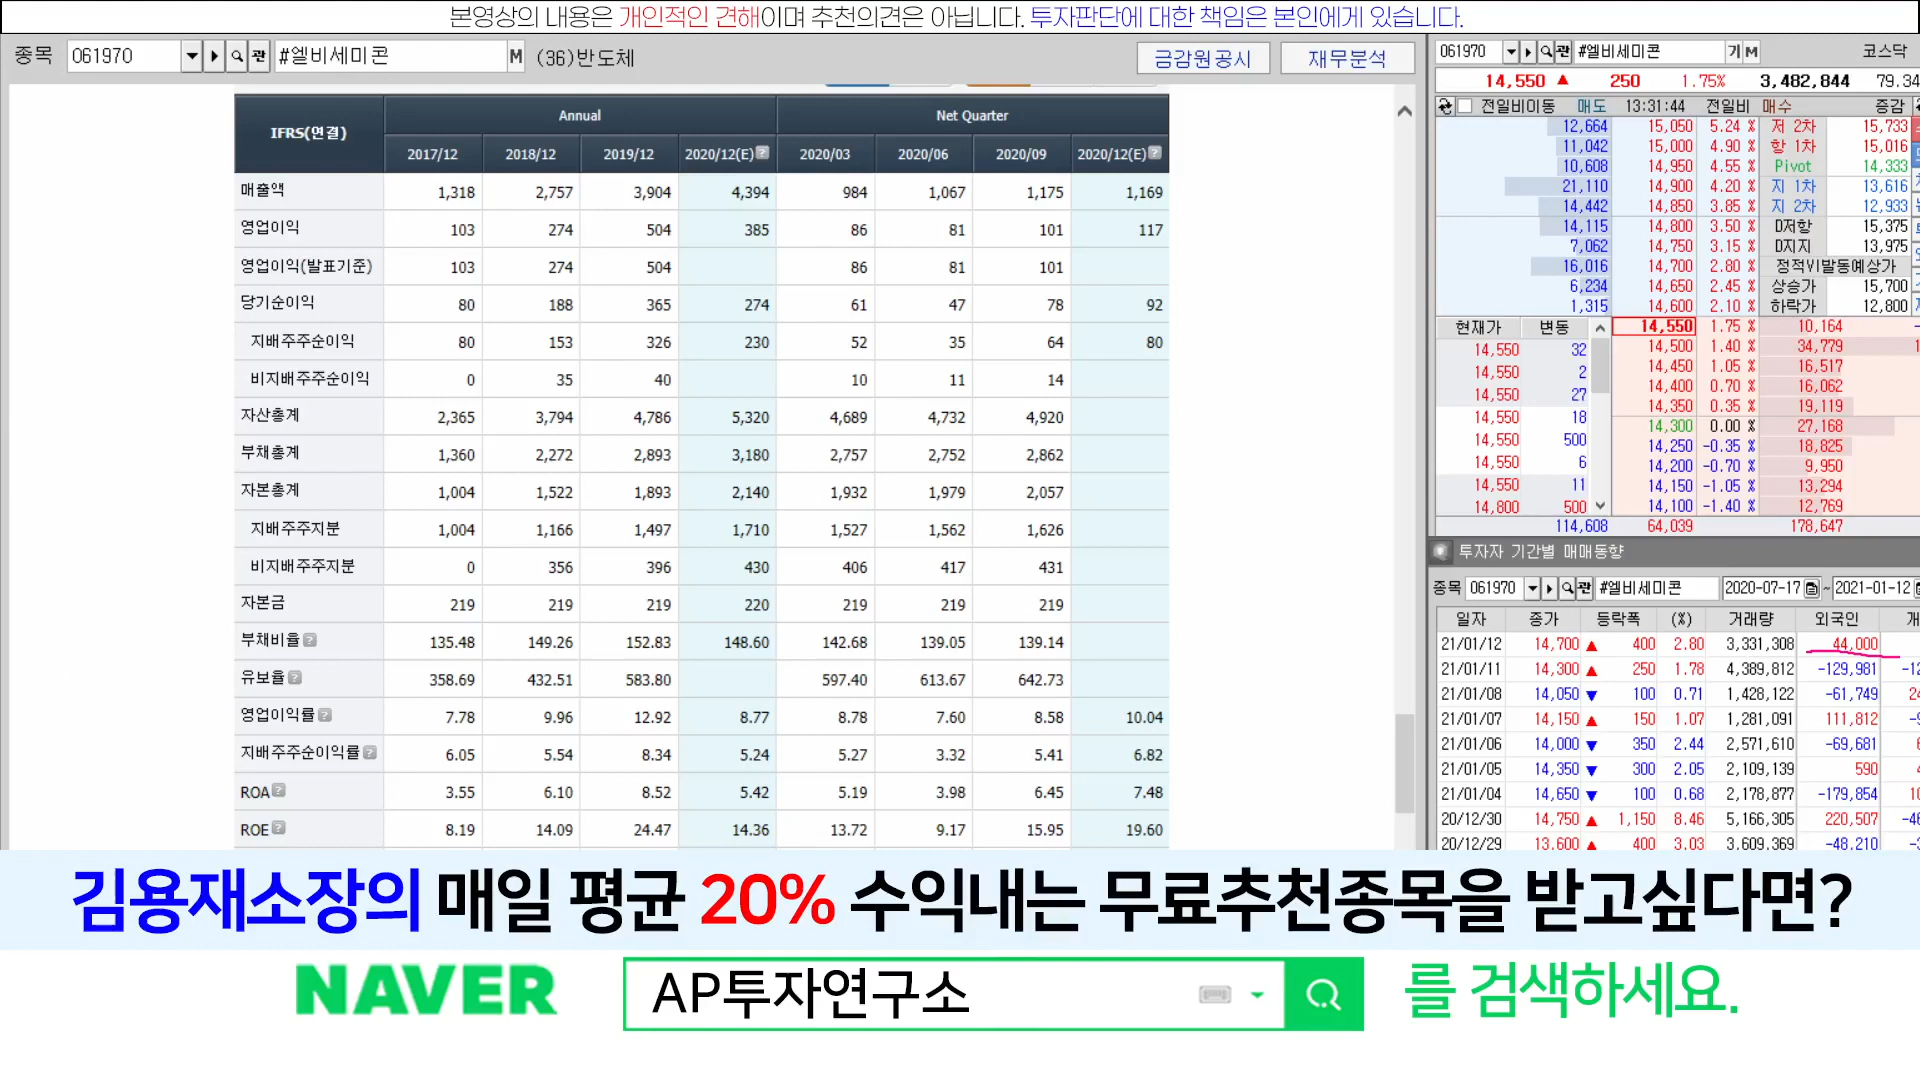 본영상의 내용은 개인적인 견해이며 추천의견은 아닙니다. 투자판단에 대한 책임은 본인에게 있습니다.
종목 061970 관 #엘비세미콘 M (36)반도체 금감원공시 재무분석
IFRS(연결) Annual Net Quarter
2017/12 2018/12 2019/12 2020/12(E) 2020/03 2020/06 2020/09 2020/12(E)
매출액 1,318 2,757 3,904 4,394 984 1,067 1,175 1,169
영업이익 103 274 504 385 86 81 101 117
영업이익(발표기준) 103 274 504 86 81 101
당기순이익 80 188 365 274 61 47 78 92
지배주주순이익 80 153 326 230 52 35 64 80
비지배주주순이익 0 35 40 10 11 14
자산총계 2,365 3,794 4,786 5,320 4,689 4,732 4,920
부채총계 1,360 2,272 2,893 3,180 2,757 2,752 2,862
자본총계 1,004 1,522 1,893 2,140 1,932 1,979 2,057
지배주주지분 1,004 1,166 1,497 1,710 1,527 1,562 1,626
비지배주주지분 0 356 396 430 406 417 431
자본금 219 219 219 220 219 219 219
부채비율 135.48 149.26 152.83 148.60 142.68 139.05 139.14
유보율 358.69 432.51 583.80 597.40 613.67 642.73
영업이익률 7.78 9.96 12.92 8.77 8.78 7.60 8.58 10.04
지배주주순이익률 6.05 5.54 8.34 5.24 5.27 3.32 5.41 6.82
ROA 3.55 6.10 8.52 5.42 5.19 3.98 6.45 7.48
ROE 8.19 14.09 24.47 14.36 13.72 9.17 15.95 19.60
061970 관 #엘비세미콘 기 M 코스닥
14,550 ▲ 250 1.75% 3,482,844 79.34
전일비이동 매도 13:31:44 전일비 매수 증감
12,664 15,050 5.24 % 저 2차 15,733
11,042 15,000 4.90 % 항 1차 15,016
10,608 14,950 4.55 % Pivot 14,333
21,110 14,900 4.20 % 지 1차 13,616
14,442 14,850 3.85 % 지 2차 12,933
14,115 14,800 3.50 % D저항 15,375
7,062 14,750 3.15 % D지지 13,975
16,016 14,700 2.80 % 정적VI발동예상가
6,234 14,650 2.45 % 상승가 15,700
1,315 14,600 2.10 % 하락가 12,800
현재가 변동 14,550 1.75 % 10,164
14,550 32 14,500 1.40 % 34,779
14,550 2 14,450 1.05 % 16,517
14,550 27 14,400 0.70 % 16,062
14,550 18 14,350 0.35 % 19,119
14,550 500 14,300 0.00 % 27,168
14,550 6 14,250 -0.35 % 18,825
14,550 11 14,200 -0.70 % 9,950
14,800 500 14,150 -1.05 % 13,294
14,100 -1.40 % 12,769
114,608 64,039 178,647
투자자 기간별 매매동향
종목 061970 관 #엘비세미콘 2020-07-17 ~ 2021-01-12
일자 종가 등락폭 (%) 거래량 외국인
21/01/12 14,700 ▲ 400 2.80 3,331,308 44,000
21/01/11 14,300 ▲ 250 1.78 4,389,812 -129,981
21/01/08 14,050 ▼ 100 0.71 1,428,122 -61,749
21/01/07 14,150 ▲ 150 1.07 1,281,091 111,812
21/01/06 14,000 ▼ 350 2.44 2,571,610 -69,681
21/01/05 14,350 ▼ 300 2.05 2,109,139 590
21/01/04 14,650 ▼ 100 0.68 2,178,877 -179,854
20/12/30 14,750 ▲ 1,150 8.46 5,166,305 220,507
20/12/29 13,600 ▲ 400 3.03 3,609,369 -48,210
김용재소장의 매일 평균 20% 수익내는 무료추천종목을 받고싶다면?
NAVER AP투자연구소 를 검색하세요.